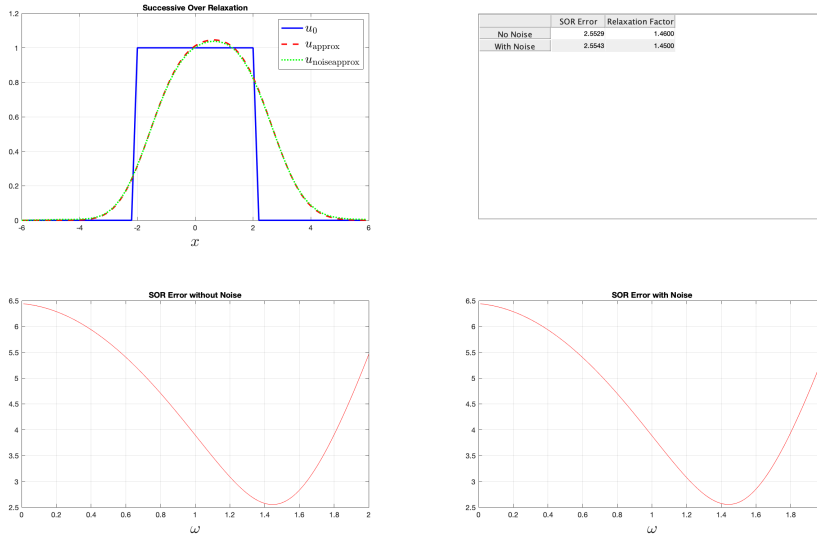 Successive Over Relaxation
1.2
1
0.8
0.6
0.4
0.2
0
-6 -4 -2 0 2 4 6
x
u0
uapprox
unoiseapprox
SOR Error Relaxation Factor
No Noise 2.5529 1.4600
With Noise 2.5543 1.4500
SOR Error without Noise
6.5
6
5.5
5
4.5
4
3.5
3
2.5
0 0.2 0.4 0.6 0.8 1 1.2 1.4 1.6 1.8 2
ω
SOR Error with Noise
6.5
6
5.5
5
4.5
4
3.5
3
2.5
0 0.2 0.4 0.6 0.8 1 1.2 1.4 1.6 1.8
ω